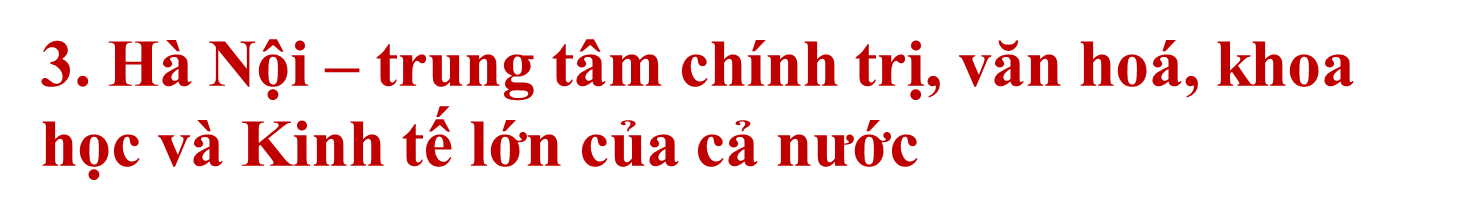 3. Hà Nội – trung tâm chính trị, văn hoá, khoa
học và Kinh tế lớn của cả nước